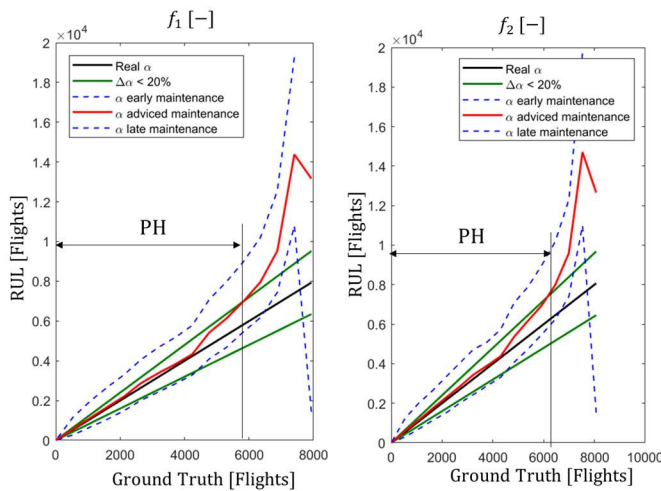 f₁ [−]
×10⁴
2
1.8
1.6
1.4
1.2
1
0.8
0.6
0.4
0.2
0
RUL [Flights]
Real α
Δα < 20%
α early maintenance
α adviced maintenance
α late maintenance
PH
0 2000 4000 6000 8000
Ground Truth [Flights]
f₂ [−]
×10⁴
2
1.8
1.6
1.4
1.2
1
0.8
0.6
0.4
0.2
0
RUL [Flights]
Real α
Δα < 20%
α early maintenance
α adviced maintenance
α late maintenance
PH
0 2000 4000 6000 8000 10000
Ground Truth [Flights]